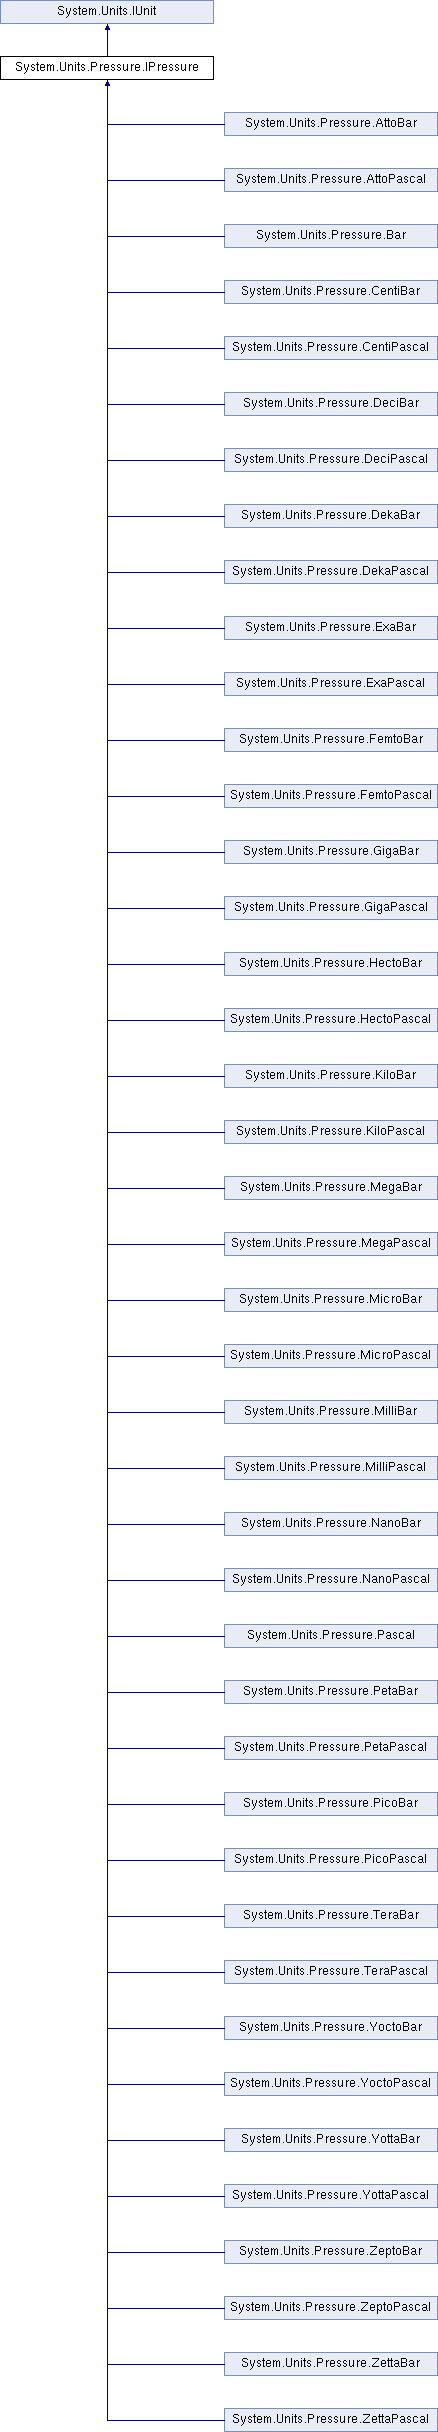 System.Units.IUnit
System.Units.Pressure.IPressure
System.Units.Pressure.AttoBar
System.Units.Pressure.AttoPascal
System.Units.Pressure.Bar
System.Units.Pressure.CentiBar
System.Units.Pressure.CentiPascal
System.Units.Pressure.DeciBar
System.Units.Pressure.DeciPascal
System.Units.Pressure.DekaBar
System.Units.Pressure.DekaPascal
System.Units.Pressure.ExaBar
System.Units.Pressure.ExaPascal
System.Units.Pressure.FemtoBar
System.Units.Pressure.FemtoPascal
System.Units.Pressure.GigaBar
System.Units.Pressure.GigaPascal
System.Units.Pressure.HectoBar
System.Units.Pressure.HectoPascal
System.Units.Pressure.KiloBar
System.Units.Pressure.KiloPascal
System.Units.Pressure.MegaBar
System.Units.Pressure.MegaPascal
System.Units.Pressure.MicroBar
System.Units.Pressure.MicroPascal
System.Units.Pressure.MilliBar
System.Units.Pressure.MilliPascal
System.Units.Pressure.NanoBar
System.Units.Pressure.NanoPascal
System.Units.Pressure.Pascal
System.Units.Pressure.PetaBar
System.Units.Pressure.PetaPascal
System.Units.Pressure.PicoBar
System.Units.Pressure.PicoPascal
System.Units.Pressure.TeraBar
System.Units.Pressure.TeraPascal
System.Units.Pressure.YoctoBar
System.Units.Pressure.YoctoPascal
System.Units.Pressure.YottaBar
System.Units.Pressure.YottaPascal
System.Units.Pressure.ZeptoBar
System.Units.Pressure.ZeptoPascal
System.Units.Pressure.ZettaBar
System.Units.Pressure.ZettaPascal